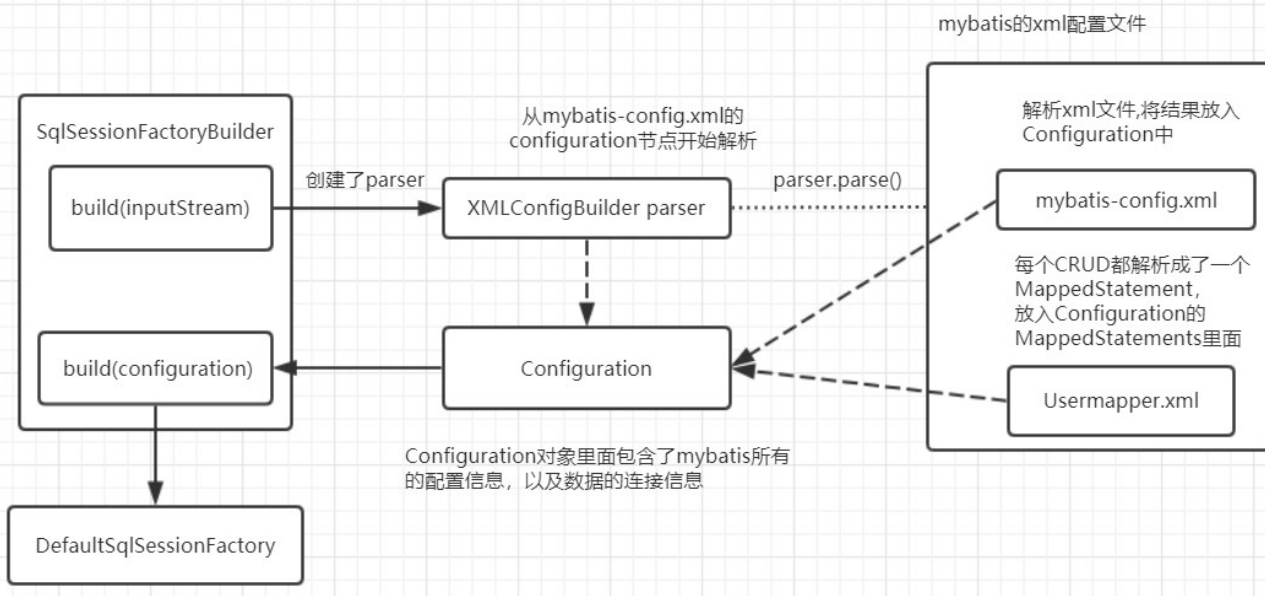 mybatis的xml配置文件
SqlSessionFactoryBuilder
build(inputStream)
创建了parser
从mybatis-config.xml的
configuration节点开始解析
XMLConfigBuilder parser
parser.parse()
解析xml文件,将结果放入
Configuration中
mybatis-config.xml
每个CRUD都解析成了一个
MappedStatement，
放入Configuration的
MappedStatements里面
Usermapper.xml
build(configuration)
Configuration
Configuration对象里面包含了mybatis所有
的配置信息，以及数据的连接信息
DefaultSqlSessionFactory